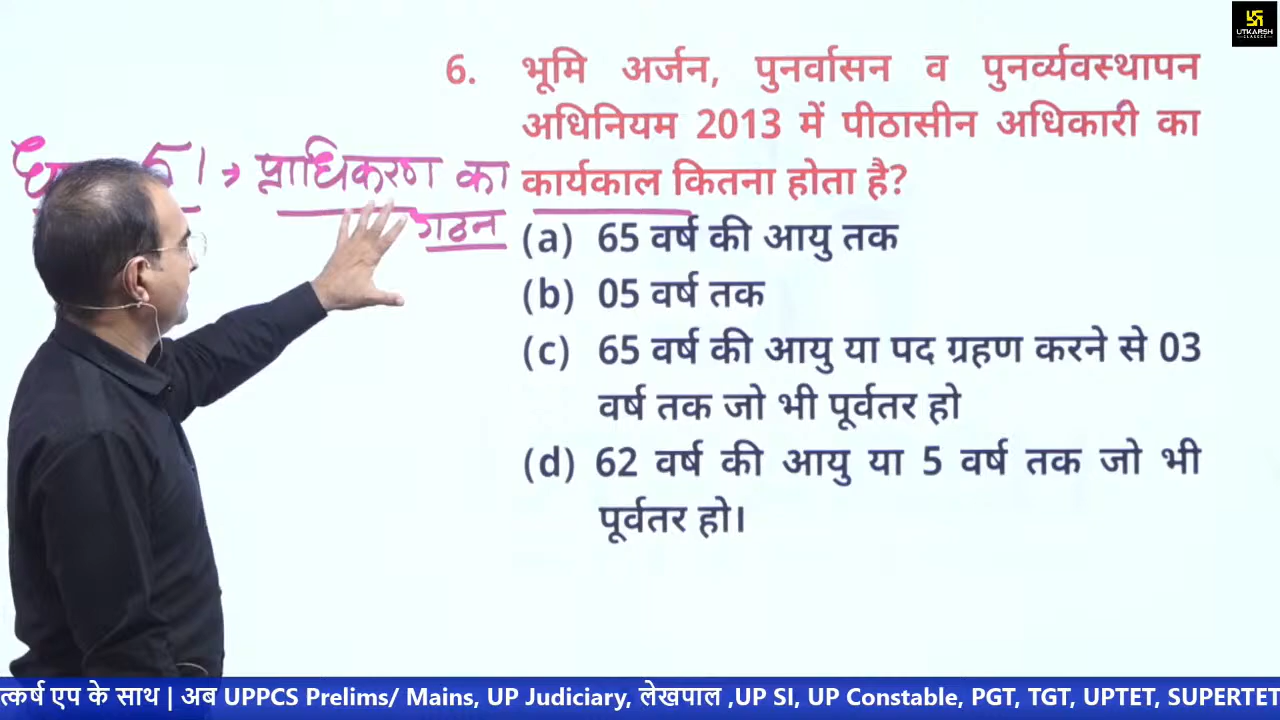 UTKARSH
CLASSES
6. भूमि अर्जन, पुनर्वासन व पुनर्व्यवस्थापन
अधिनियम 2013 में पीठासीन अधिकारी का
कार्यकाल कितना होता है?
51 → प्राधिकरण का
गठन
(a) 65 वर्ष की आयु तक
(b) 05 वर्ष तक
(c) 65 वर्ष की आयु या पद ग्रहण करने से 03
वर्ष तक जो भी पूर्वतर हो
(d) 62 वर्ष की आयु या 5 वर्ष तक जो भी
पूर्वतर हो।
त्कर्ष एप के साथ | अब UPPCS Prelims/ Mains, UP Judiciary, लेखपाल ,UP SI, UP Constable, PGT, TGT, UPTET, SUPERTET